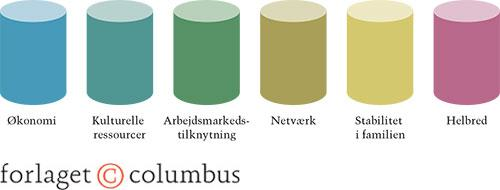 Økonomi
Kulturelle
ressourcer
Arbejdsmarkeds-
tilknytning
Netværk
Stabilitet
i familien
Helbred
forlaget © columbus